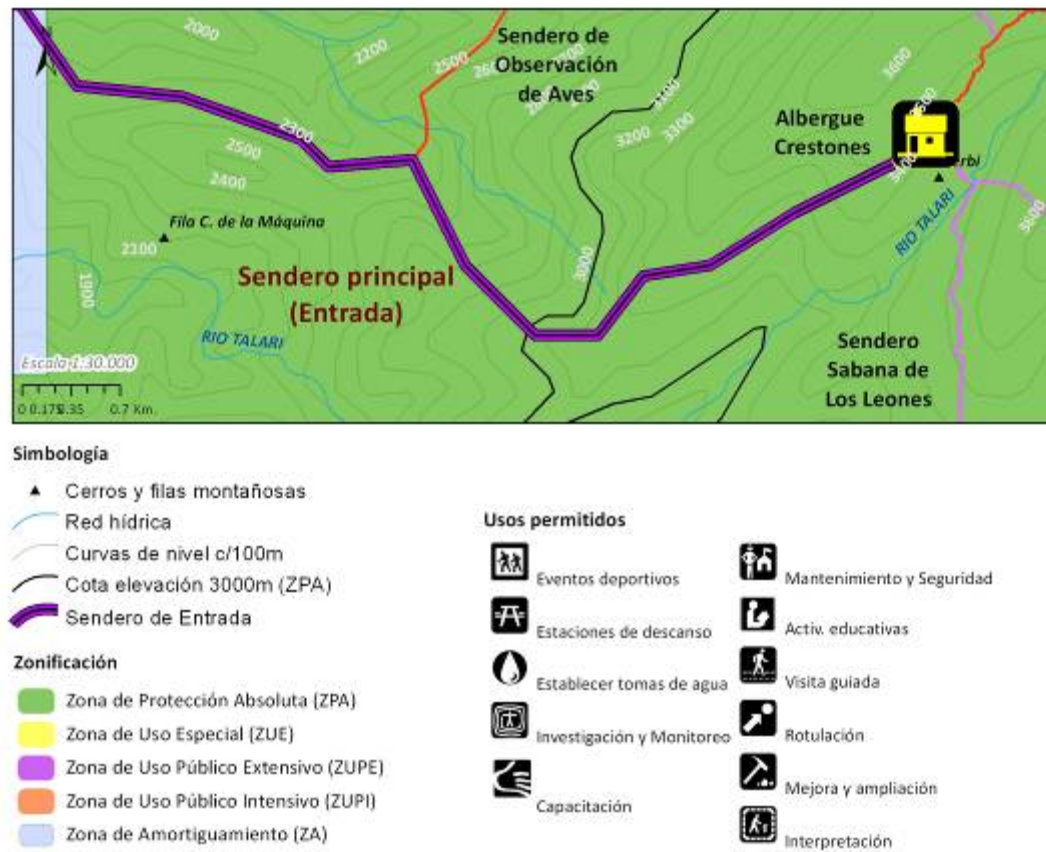 2000
2200
2500
Sendero de
Observación
de Aves
3600
3200
3300
Albergue
Crestones
2300
2500
2400
3400
Fila C. de la Máquina
2100
1900
3000
RIO TALARI
3600
Sendero principal
(Entrada)
RIO TALARI
Sendero
Sabana de
Los Leones
Escala 1:30.000
0.7 Km.
Simbología
Cerros y filas montañosas
Red hídrica
Curvas de nivel c/100m
Cota elevación 3000m (ZPA)
Sendero de Entrada
Zonificación
Zona de Protección Absoluta (ZPA)
Zona de Uso Especial (ZUE)
Zona de Uso Público Extensivo (ZUPE)
Zona de Uso Público Intensivo (ZUPI)
Zona de Amortiguamiento (ZA)
Usos permitidos
Eventos deportivos
Estaciones de descanso
Establecer tomas de agua
Investigación y Monitoreo
Capacitación
Mantenimiento y Seguridad
Activ. educativas
Visita guiada
Rotulación
Mejora y ampliación
Interpretación